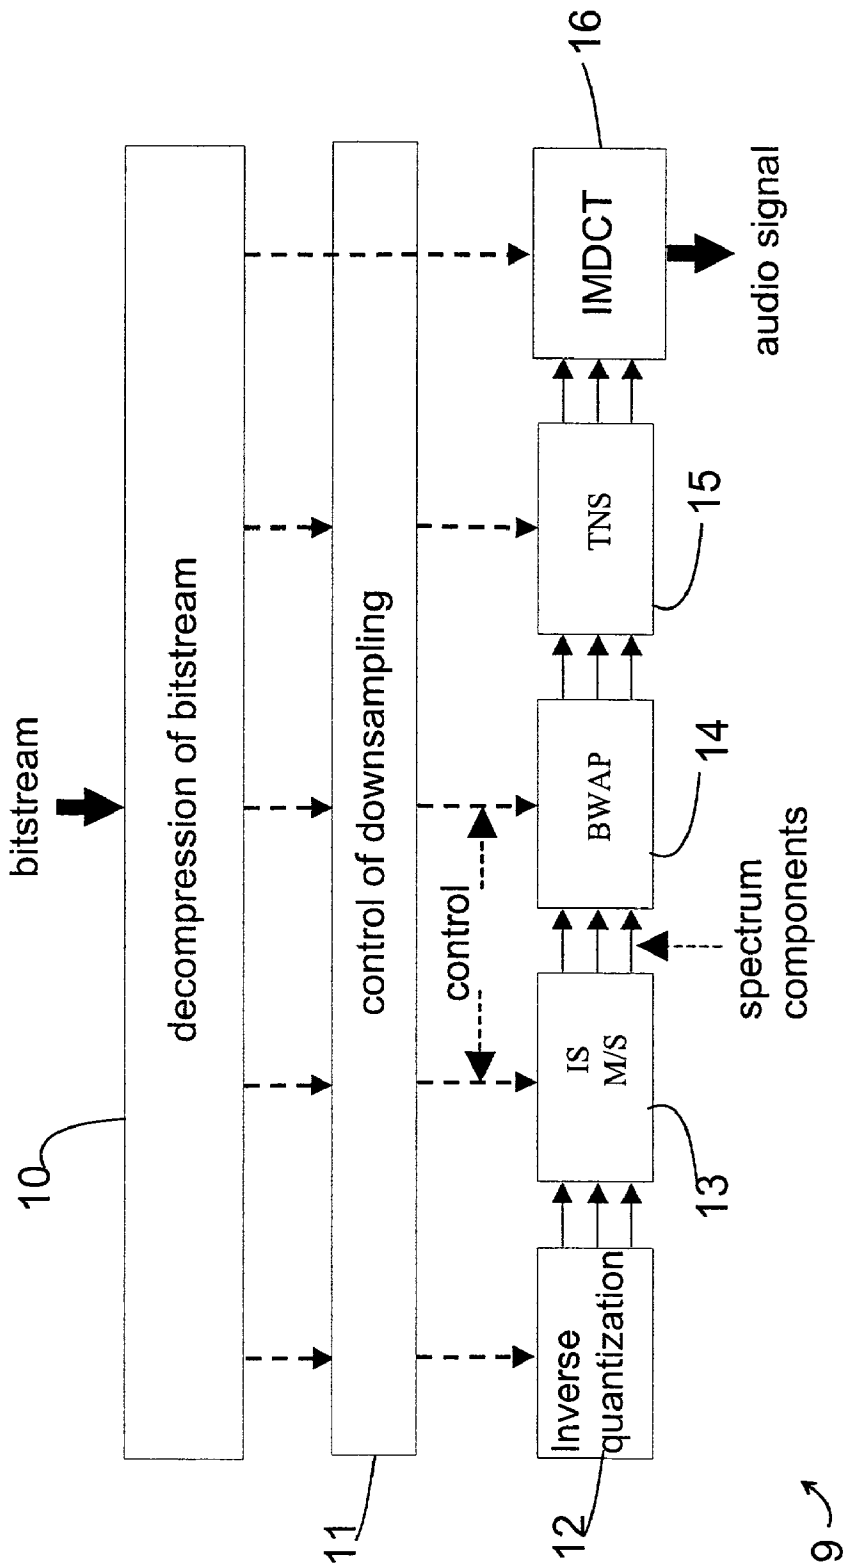 bitstream
10
decompression of bitstream
11
control of downsampling
control
12
Inverse
quantization
13
IS
M/S
14
BWAP
15
TNS
16
IMDCT
spectrum
components
audio signal
9